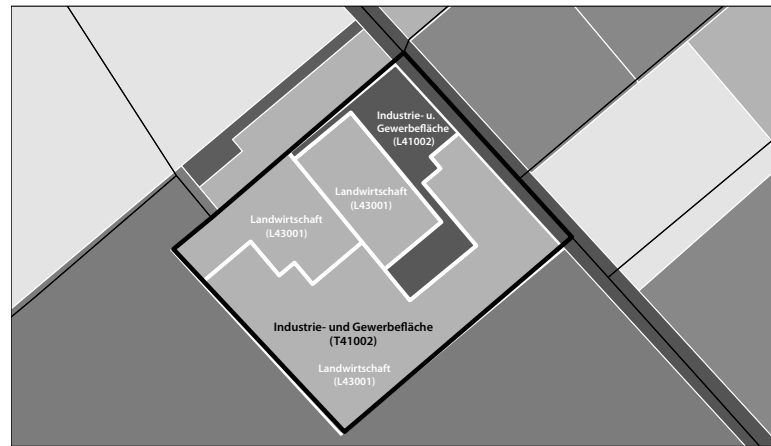 Industrie- u.
Gewerbefläche
(L41002)
Landwirtschaft
(L43001)
Landwirtschaft
(L43001)
Industrie- und Gewerbefläche
(T41002)
Landwirtschaft
(L43001)